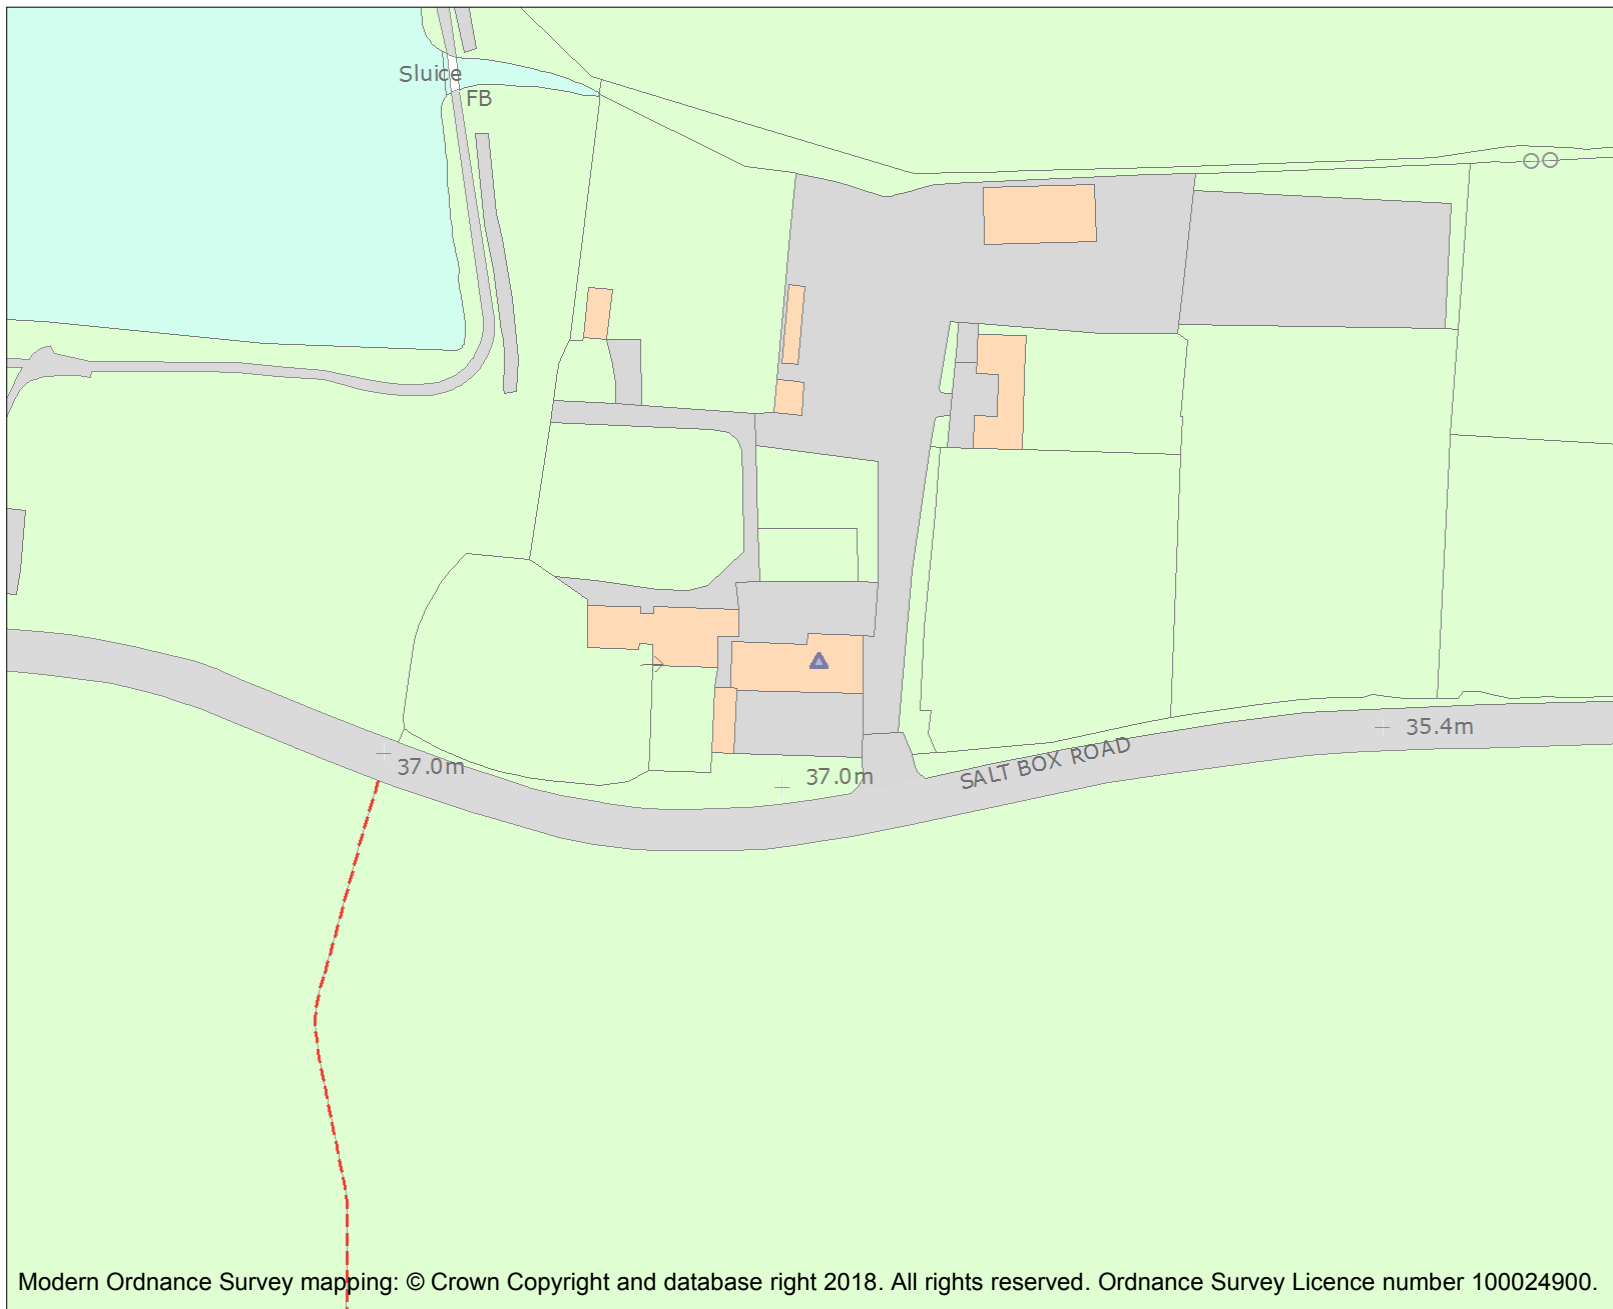 Sluice
FB
37.0m
37.0m
SALT BOX ROAD
35.4m
Modern Ordnance Survey mapping: © Crown Copyright and database right 2018. All rights reserved. Ordnance Survey Licence number 100024900.